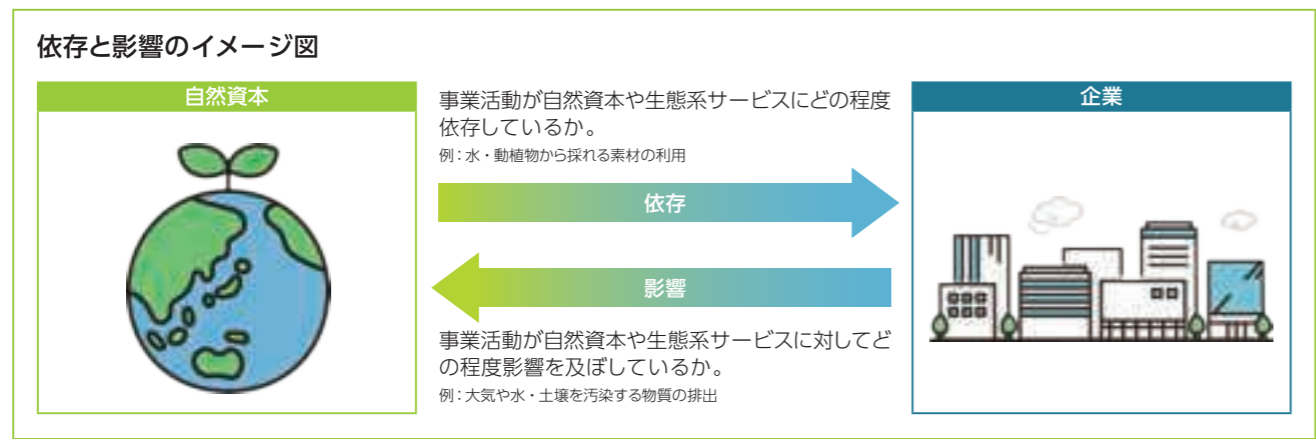 依存と影響のイメージ図
自然資本
事業活動が自然資本や生態系サービスにどの程度
依存しているか。
例：水・動植物から採れる素材の利用
依存
影響
事業活動が自然資本や生態系サービスに対してど
の程度影響を及ぼしているか。
例：大気や水・土壌を汚染する物質の排出
企業